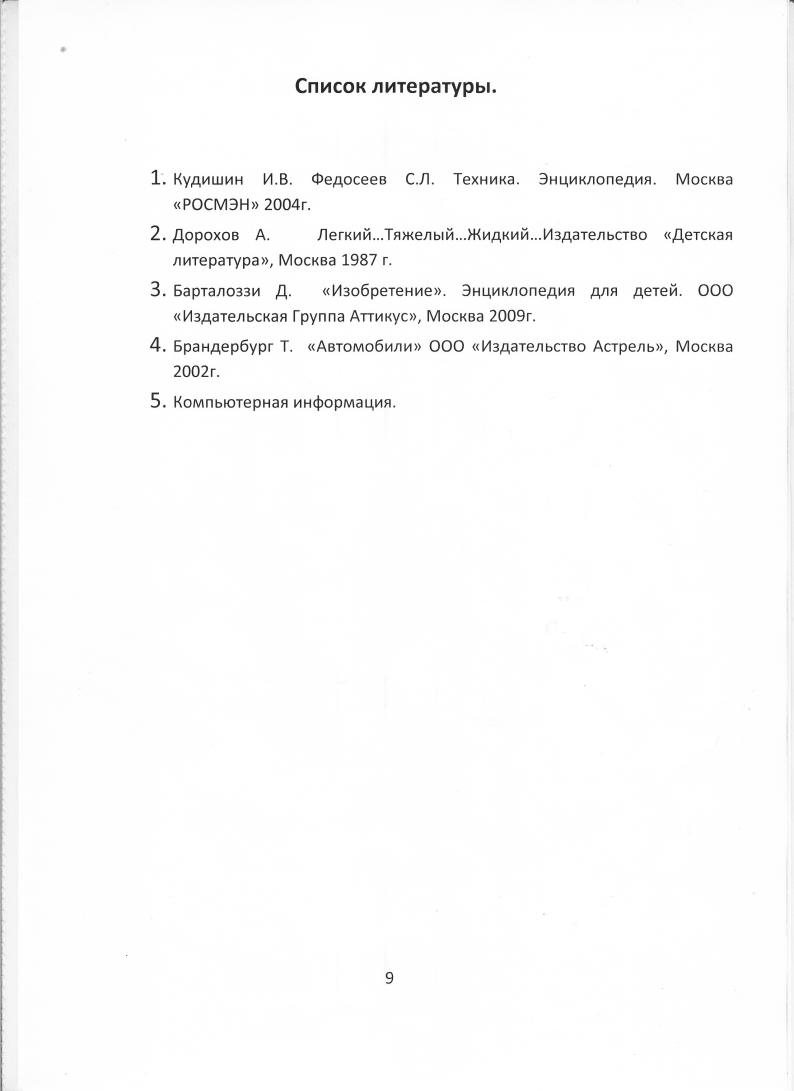 Список литературы.
1. Кудишин И.В. Федосеев С.Л. Техника. Энциклопедия. Москва
«РОСМЭН» 2004г.
2. Дорохов А. Легкий...Тяжелый...Жидкий...Издательство «Детская
литература», Москва 1987 г.
3. Барталоззи Д. «Изобретение». Энциклопедия для детей. ООО
«Издательская Группа Аттикус», Москва 2009г.
4. Брандербург Т. «Автомобили» ООО «Издательство Астрель», Москва
2002г.
5. Компьютерная информация.
9